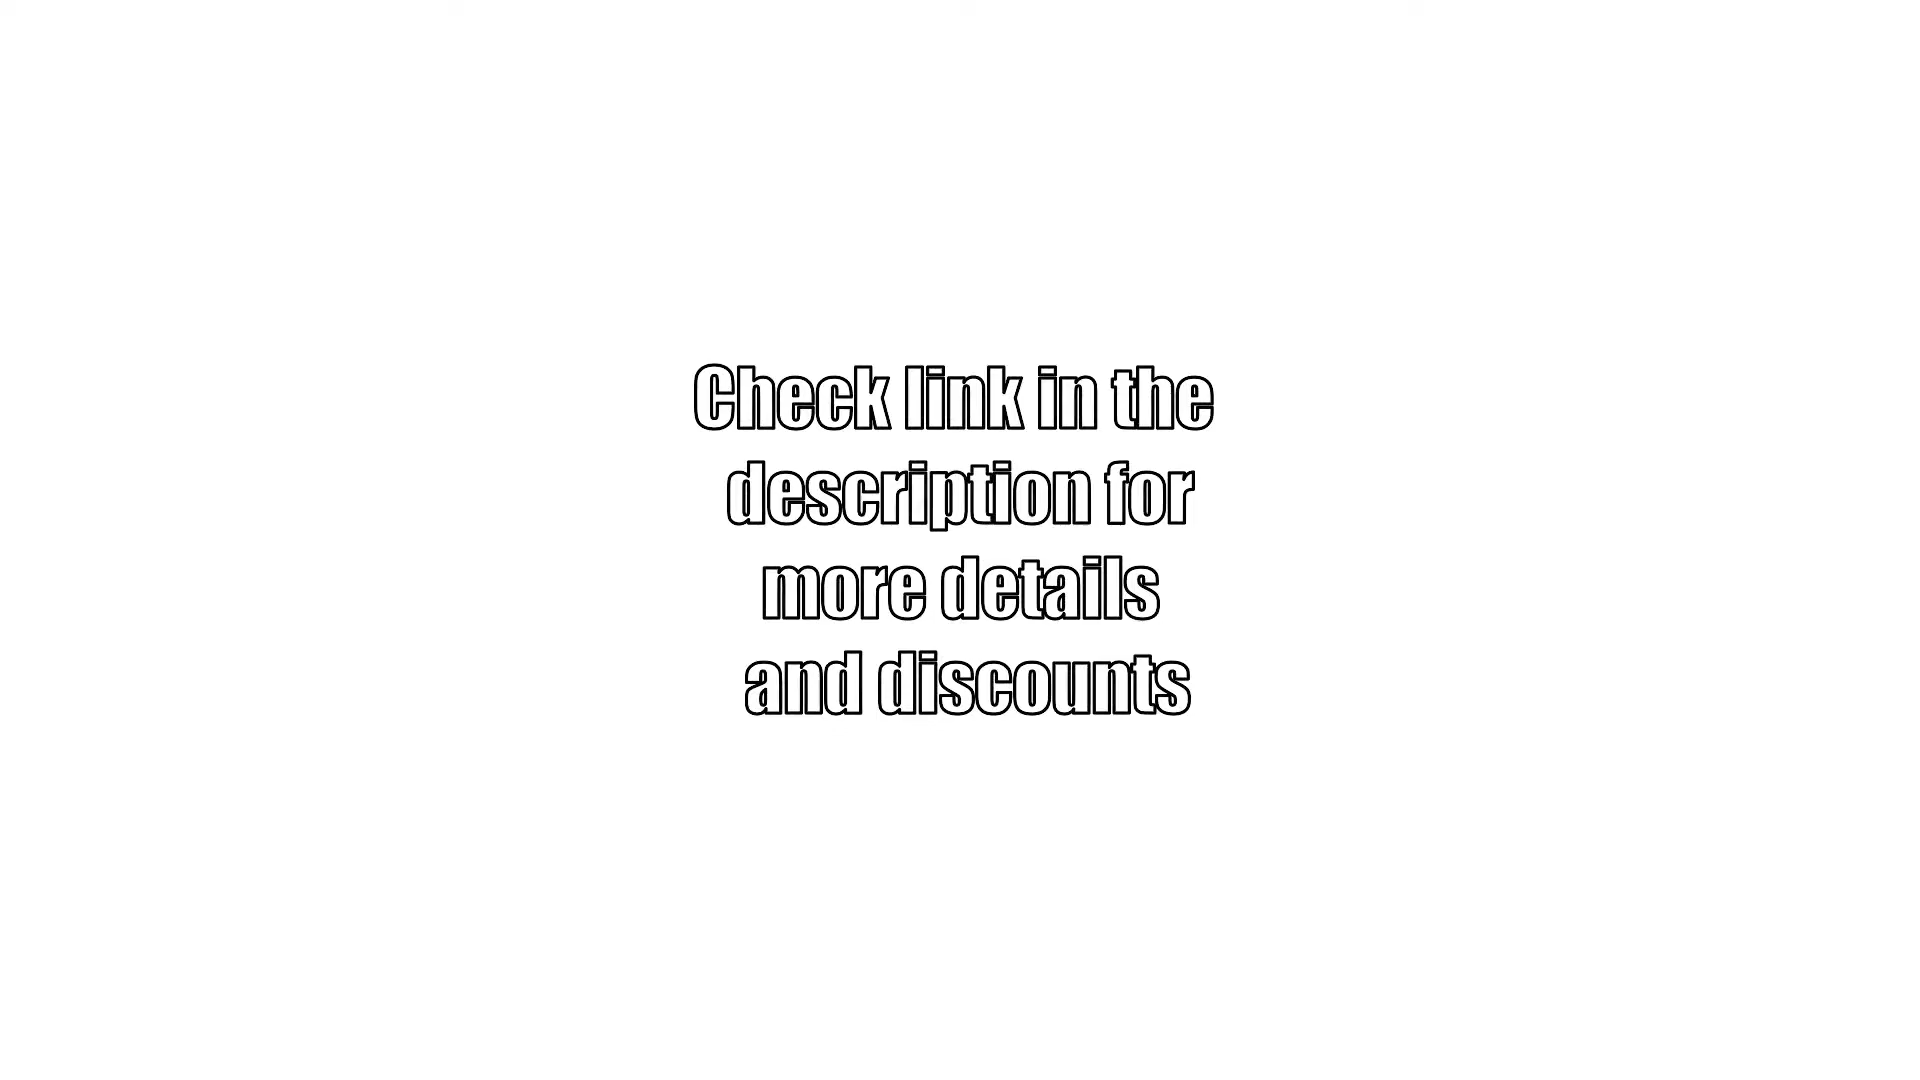 Check link in the
description for
more details
and discounts